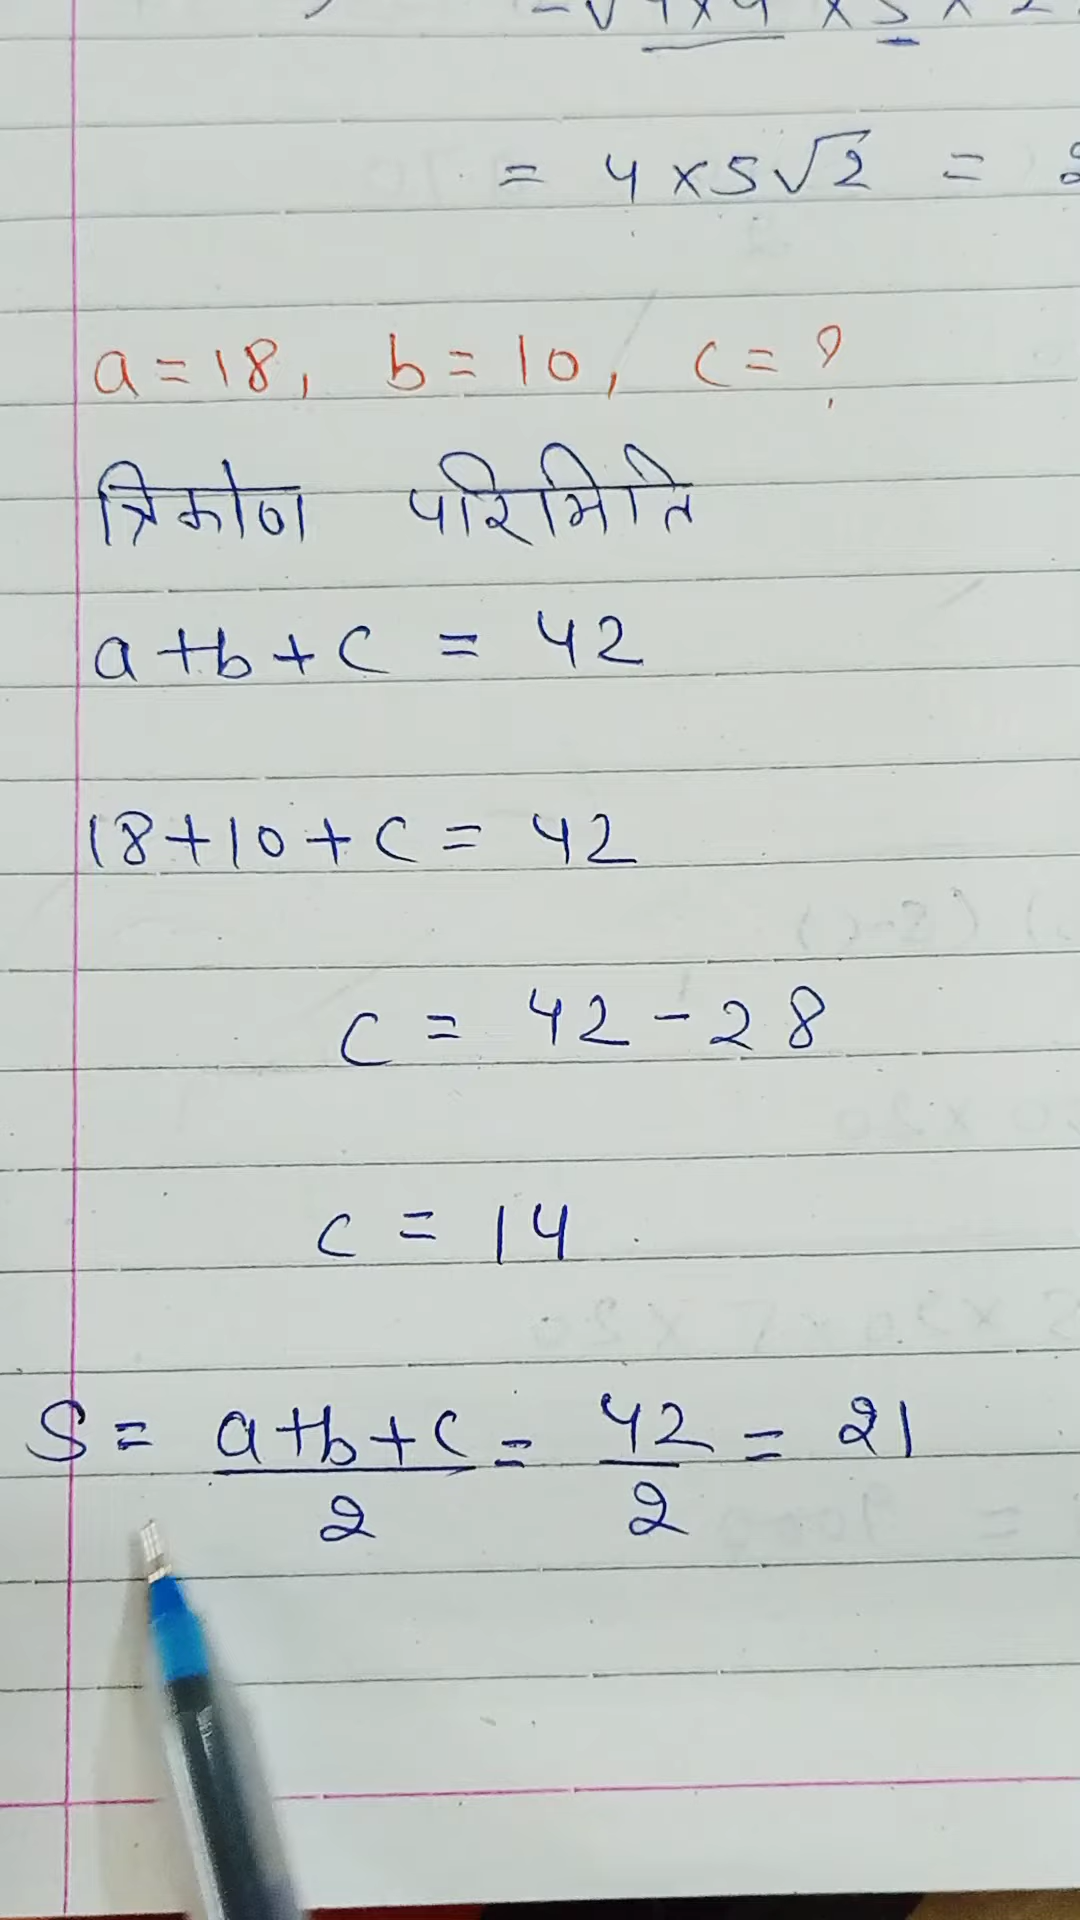 = 4 × 5√2 =
a = 18, b = 10, c = ?
त्रिकोण परिमिति
a + b + c = 42
18 + 10 + c = 42
c = 42 - 28
c = 14
S = a+b+c/2 = 42/2 = 21